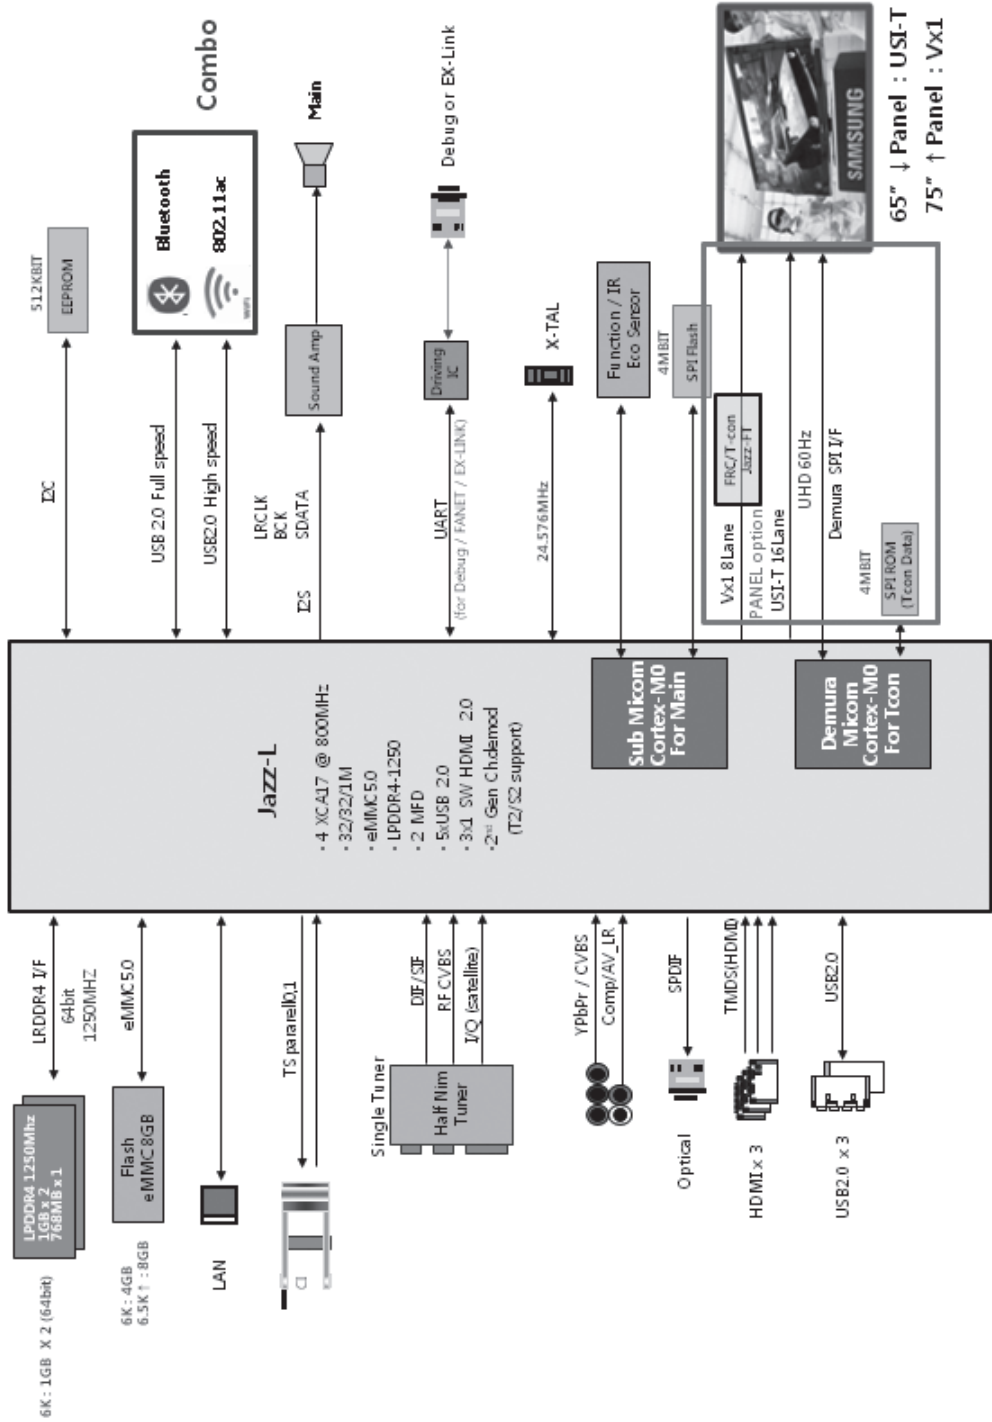 6K : 1GB X 2 (64bit)
LPDDR4 1250Mhz
1GB x 2
768MB x 1
LRDDR4 I/F
64bit
1250MHZ
6K : 4GB
6.5K ↑ : 8GB
Flash
eMMC 8GB
eMMC5.0
LAN
CI
TS pararell0,1
Single Tuner
Half Nim
Tuner
DIF/SIF
RF CVBS
I/Q (satellite)
YPbPr / CVBS
Comp/AV_LR
Optical
SPDIF
HDMI x 3
TMDS(HDMI)
USB2.0 x 3
USB2.0
Jazz-L
· 4 XCA17 @ 800MHz
· 32/32/1M
· eMMC5.0
· LPDDR4-1250
· 2 MFD
· 5xUSB 2.0
· 3x1 SW HDMI 2.0
· 2nd Gen Ch.demod
(T2/S2 support)
Sub Micom
Cortex-M0
For Main
Demura
Micom
Cortex-M0
For Tcon
I2C
512KBIT
EEPROM
USB 2.0 Full speed
USB2.0 High speed
Bluetooth
802.11ac
WiFi
Combo
I2S
LRCLK
BCK
SDATA
Sound Amp
Main
UART
(for Debug / FANET / EX-LINK)
Driving
IC
Debug or EX-Link
24.576MHz
X-TAL
Function / IR
Eco Sensor
4MBIT
SPI Flash
Vx1 8Lane
FRC/T-con
Jazz-FT
PANEL option
USI-T 16Lane
UHD 60Hz
Demura SPI I/F
4MBIT
SPI ROM
(Tcon Data)
SAMSUNG
65" ↓ Panel : USI-T
75" ↑ Panel : Vx1